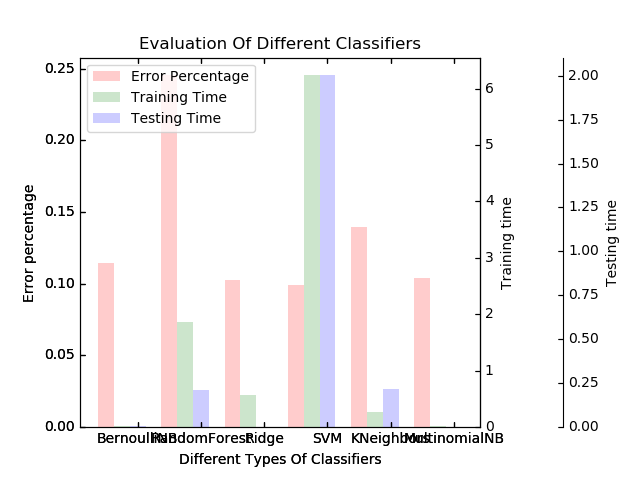 Evaluation Of Different Classifiers
Error Percentage
Training Time
Testing Time
0.25
0.20
0.15
0.10
0.05
0.00
Error percentage
6
5
4
3
2
1
0
Training time
2.00
1.75
1.50
1.25
1.00
0.75
0.50
0.25
0.00
Testing time
BernoulliNB RandomForest Ridge SVM KNeighbors MultinomialNB
Different Types Of Classifiers